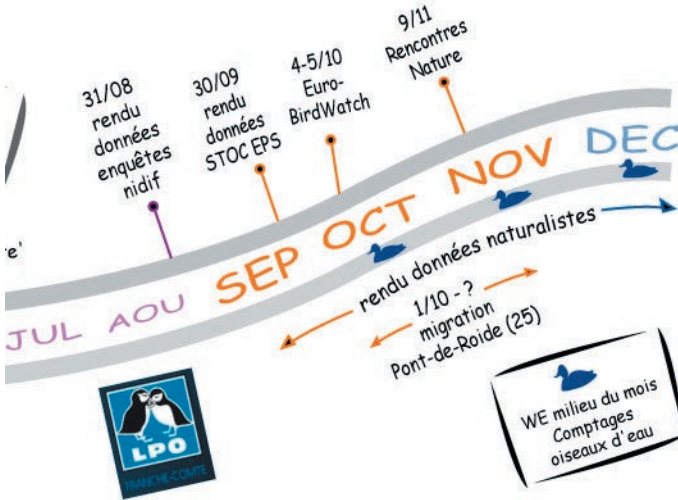 31/08
rendu
données
enquêtes
nidif
30/09
rendu
données
STOC EPS
4-5/10
Euro-
BirdWatch
9/11
Rencontres
Nature
JUL AOU SEP OCT NOV DEC
rendu données naturalistes
1/10 - ?
migration
Pont-de-Roide (25)
WE milieu du mois
Comptages
oiseaux d'eau
LPO
FRANCHE-COMTÉ